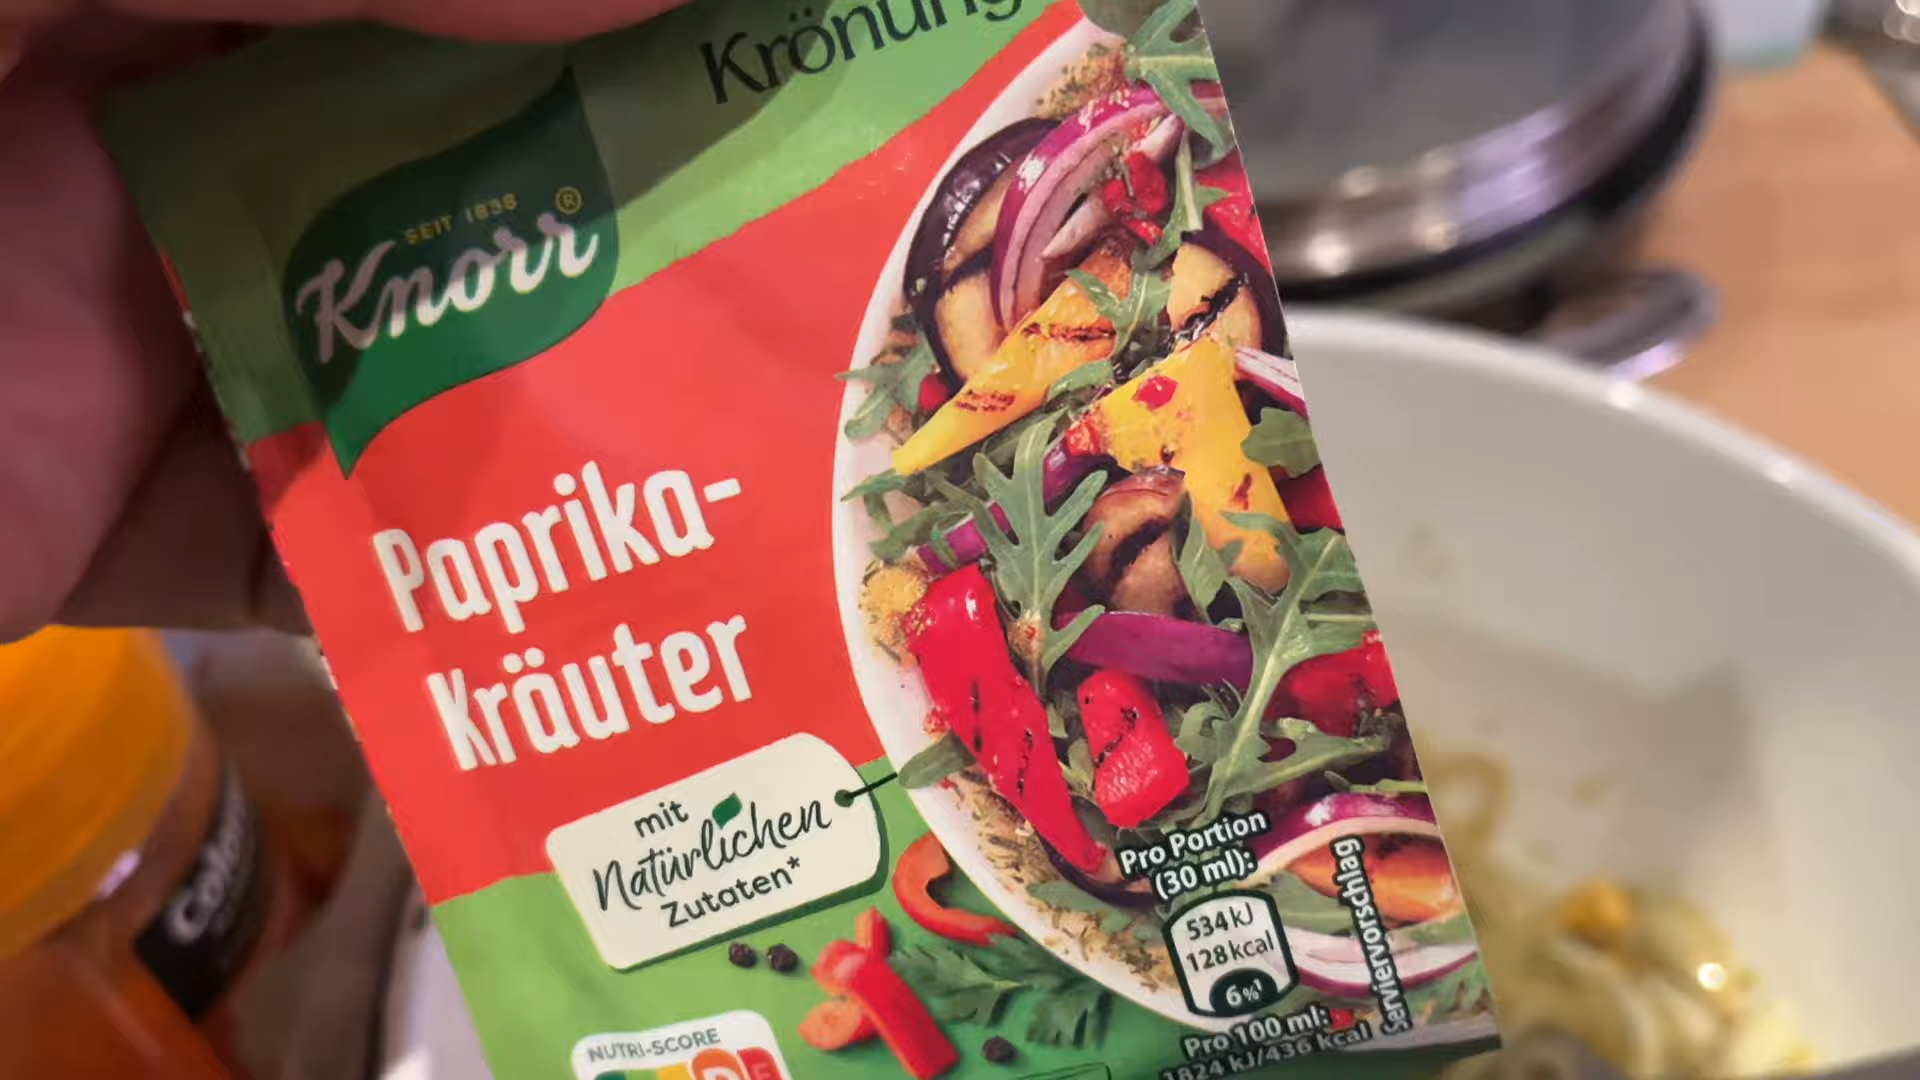 Krönung
SEIT 1838
Knorr®
Paprika-
Kräuter
mit
Natürlichen
Zutaten*
Pro Portion
(30 ml):
534 kJ
128 kcal
6%¹
Serviervorschlag
Pro 100 ml:
1824 kJ/436 kcal
NUTRI-SCORE
D E